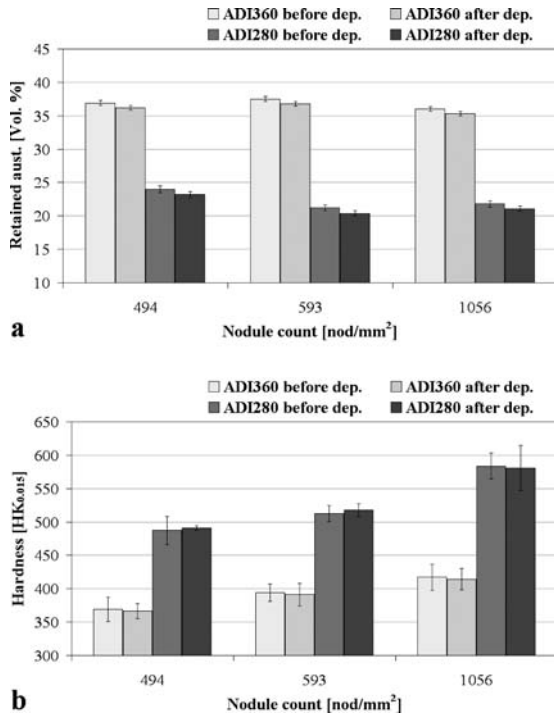 ADI360 before dep. ADI360 after dep.
ADI280 before dep. ADI280 after dep.
Retained aust. [Vol. %]
45
40
35
30
25
20
15
10
494 593 1056
Nodule count [nod/mm²]
a
ADI360 before dep. ADI360 after dep.
ADI280 before dep. ADI280 after dep.
Hardness [HK₀.₀₁₅]
650
600
550
500
450
400
350
300
494 593 1056
Nodule count [nod/mm²]
b